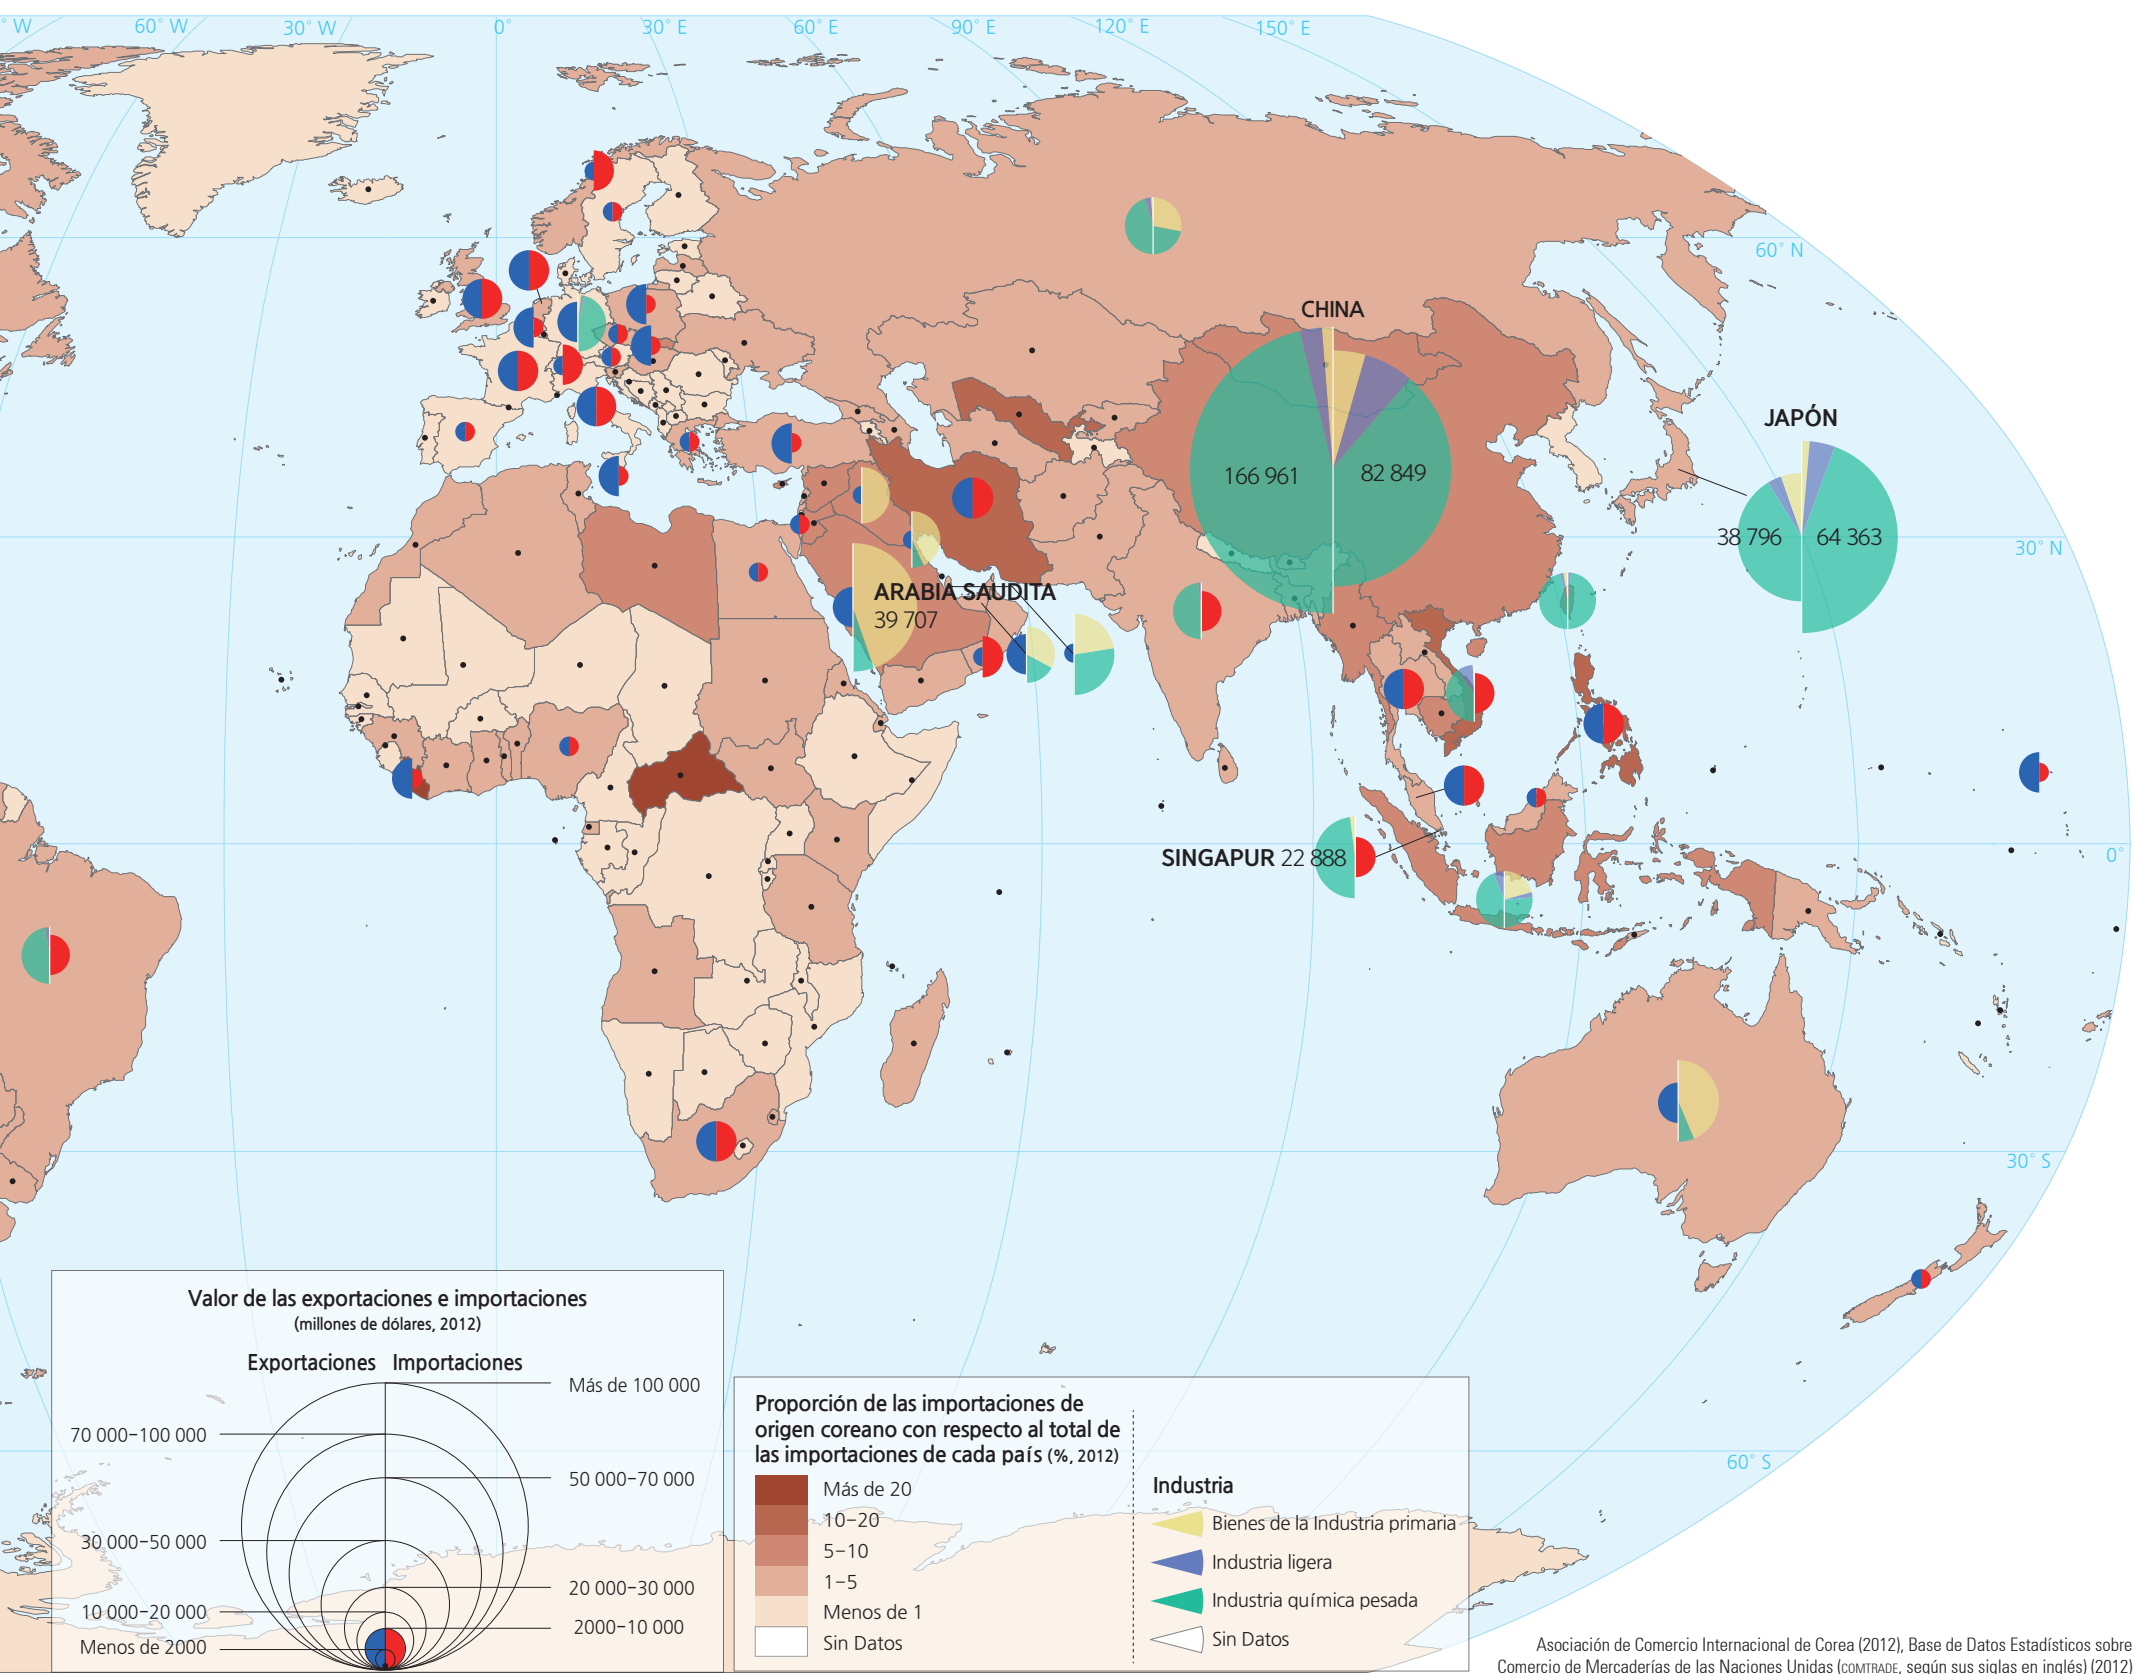 ° W
60° W
30° W
0°
30° E
60° E
90° E
120° E
150° E
60° N
CHINA
166 961
82 849
JAPÓN
38 796
64 363
30° N
ARABIA SAUDITA
39 707
SINGAPUR 22 888
0°
30° S
60° S
Valor de las exportaciones e importaciones
(millones de dólares, 2012)
Exportaciones Importaciones
Más de 100 000
70 000–100 000
50 000–70 000
30 000–50 000
20 000–30 000
10 000–20 000
2000–10 000
Menos de 2000
Proporción de las importaciones de
origen coreano con respecto al total de
las importaciones de cada país (%, 2012)
Más de 20
10–20
5–10
1–5
Menos de 1
Sin Datos
Industria
Bienes de la Industria primaria
Industria ligera
Industria química pesada
Sin Datos
Asociación de Comercio Internacional de Corea (2012), Base de Datos Estadísticos sobre
Comercio de Mercaderías de las Naciones Unidas (COMTRADE, según sus siglas en inglés) (2012)